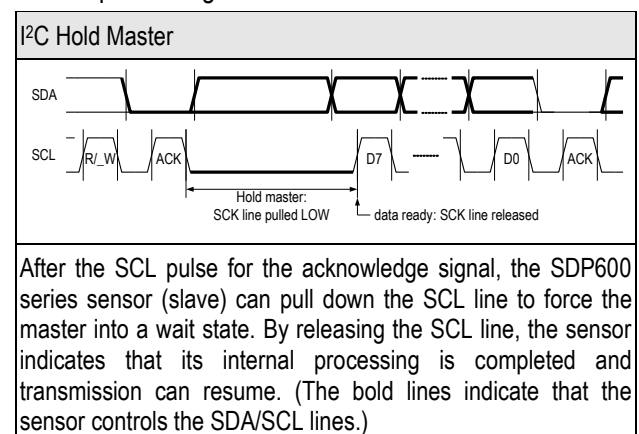 I²C Hold Master
SDA
SCL
R/_W
ACK
D7
D0
ACK
Hold master:
SCK line pulled LOW
data ready: SCK line released
After the SCL pulse for the acknowledge signal, the SDP600
series sensor (slave) can pull down the SCL line to force the
master into a wait state. By releasing the SCL line, the sensor
indicates that its internal processing is completed and
transmission can resume. (The bold lines indicate that the
sensor controls the SDA/SCL lines.)